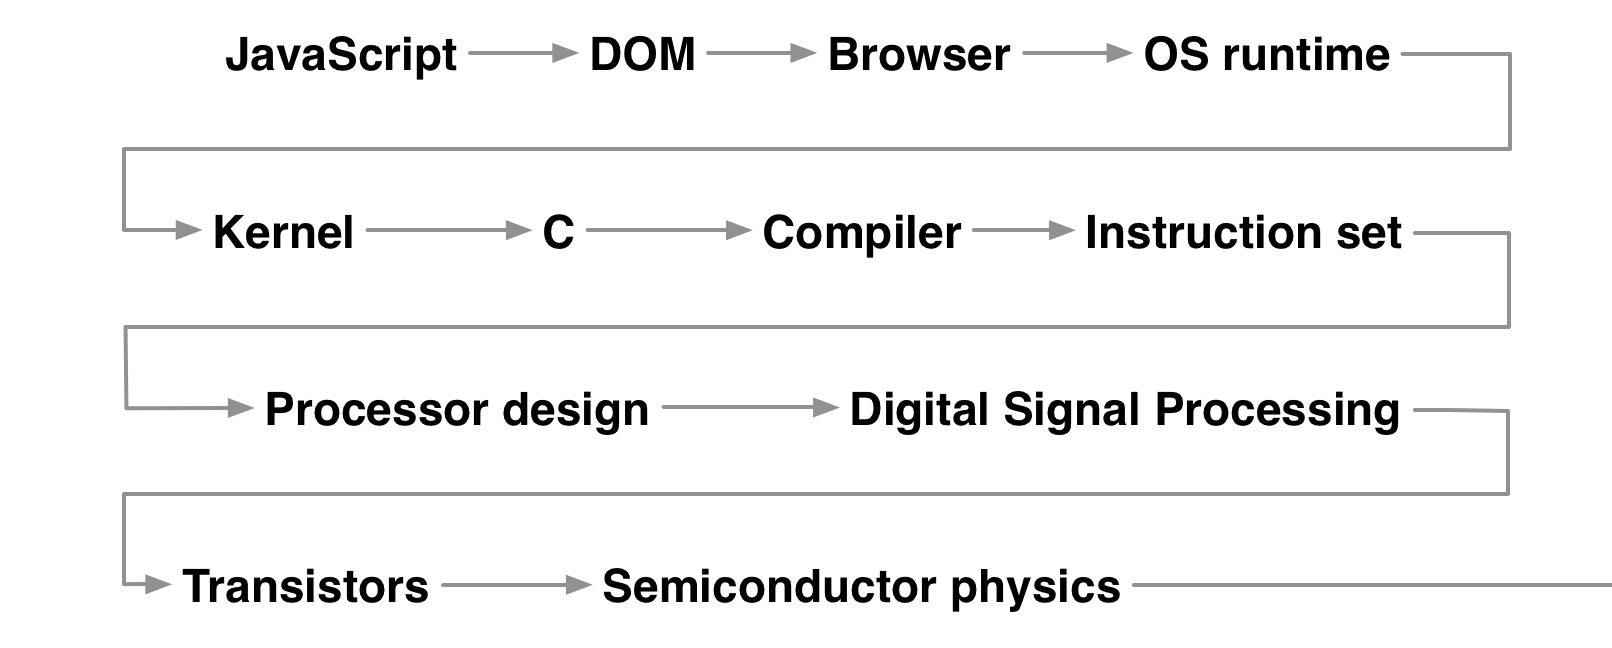 JavaScript DOM Browser OS runtime
Kernel C Compiler Instruction set
Processor design Digital Signal Processing
Transistors Semiconductor physics